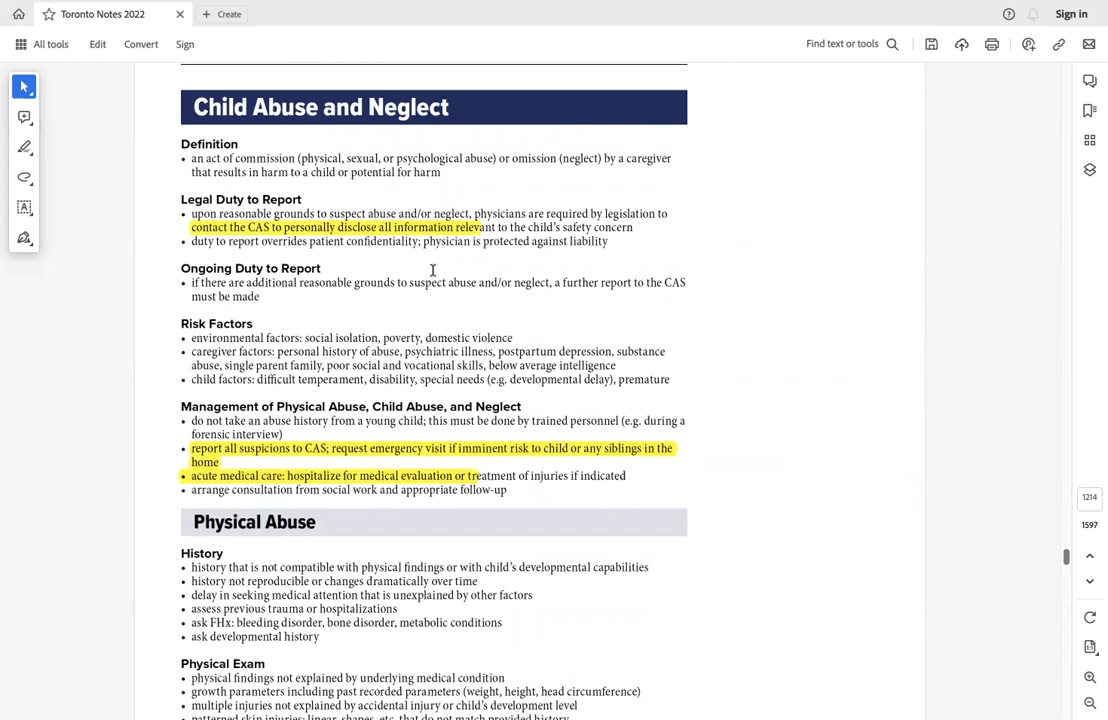 Toronto Notes 2022
Create
Sign in
All tools
Edit
Convert
Sign
Find text or tools
Child Abuse and Neglect
Definition
• an act of commission (physical, sexual, or psychological abuse) or omission (neglect) by a caregiver
that results in harm to a child or potential for harm
Legal Duty to Report
• upon reasonable grounds to suspect abuse and/or neglect, physicians are required by legislation to
contact the CAS to personally disclose all information relevant to the child's safety concern
• duty to report overrides patient confidentiality; physician is protected against liability
Ongoing Duty to Report
• if there are additional reasonable grounds to suspect abuse and/or neglect, a further report to the CAS
must be made
Risk Factors
• environmental factors: social isolation, poverty, domestic violence
• caregiver factors: personal history of abuse, psychiatric illness, postpartum depression, substance
abuse, single parent family, poor social and vocational skills, below average intelligence
• child factors: difficult temperament, disability, special needs (e.g. developmental delay), premature
Management of Physical Abuse, Child Abuse, and Neglect
• do not take an abuse history from a young child; this must be done by trained personnel (e.g. during a
forensic interview)
• report all suspicions to CAS; request emergency visit if imminent risk to child or any siblings in the
home
• acute medical care: hospitalize for medical evaluation or treatment of injuries if indicated
• arrange consultation from social work and appropriate follow-up
Physical Abuse
History
• history that is not compatible with physical findings or with child's developmental capabilities
• history not reproducible or changes dramatically over time
• delay in seeking medical attention that is unexplained by other factors
• assess previous trauma or hospitalizations
• ask FHx: bleeding disorder, bone disorder, metabolic conditions
• ask developmental history
Physical Exam
• physical findings not explained by underlying medical condition
• growth parameters including past recorded parameters (weight, height, head circumference)
• multiple injuries not explained by accidental injury or child's development level
• patterned skin injuries: linear, shapes, etc. that do not match provided history
1214
1597